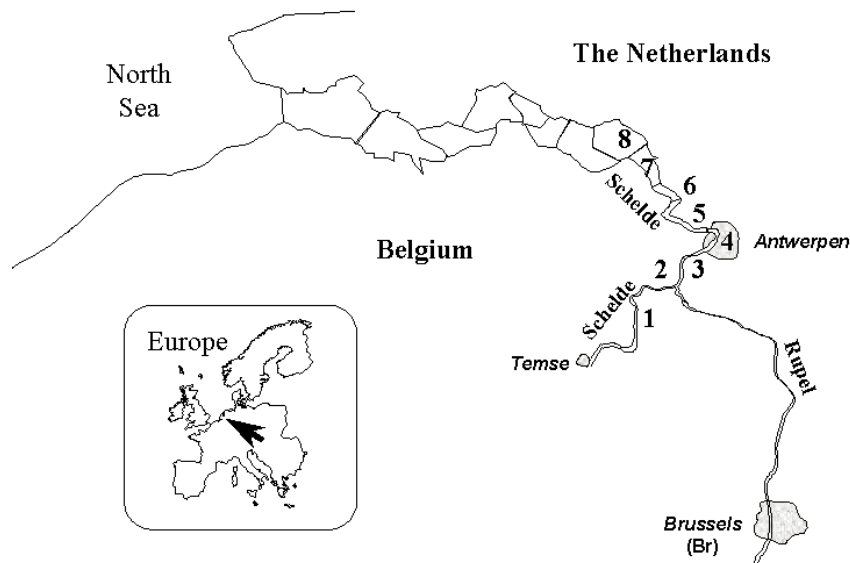 The Netherlands
North
Sea
8
7
6
Schelde
5
4
Antwerpen
Belgium
2
3
Schelde
1
Europe
Temse
Rupel
Brussels
(Br)